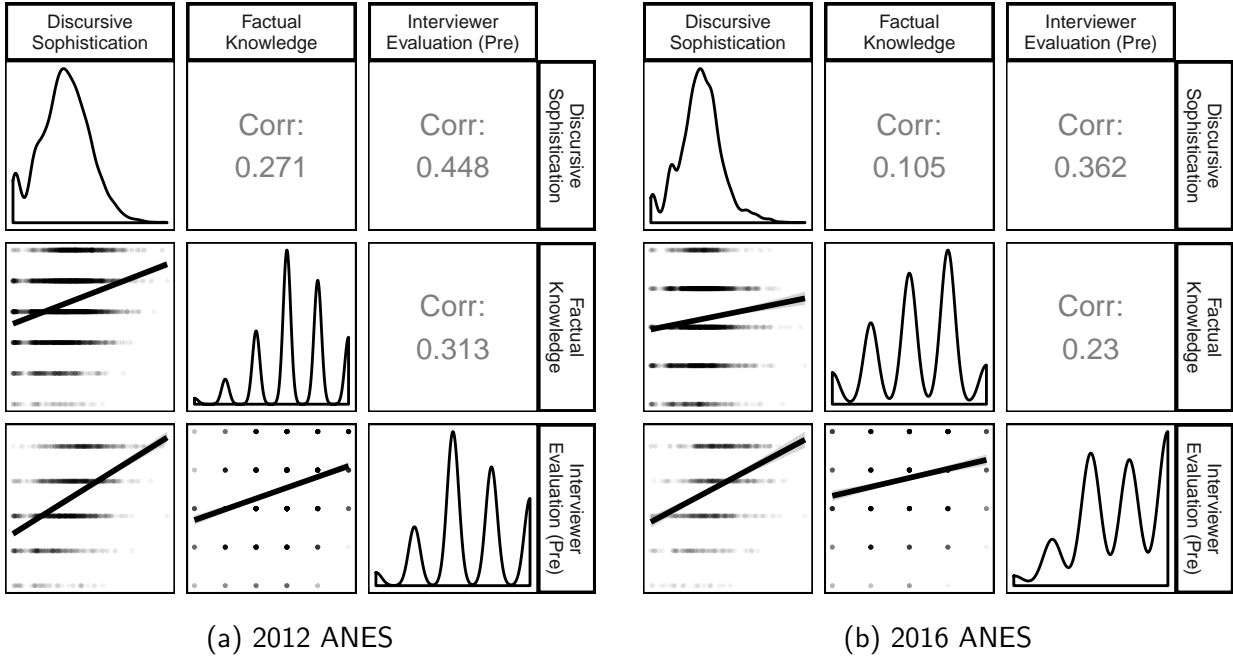 Discursive
Sophistication
Factual
Knowledge
Interviewer
Evaluation (Pre)
Corr:
0.271
Corr:
0.448
Discursive
Sophistication
Corr:
0.313
Factual
Knowledge
Interviewer
Evaluation (Pre)
(a) 2012 ANES
Discursive
Sophistication
Factual
Knowledge
Interviewer
Evaluation (Pre)
Corr:
0.105
Corr:
0.362
Discursive
Sophistication
Corr:
0.23
Factual
Knowledge
Interviewer
Evaluation (Pre)
(b) 2016 ANES